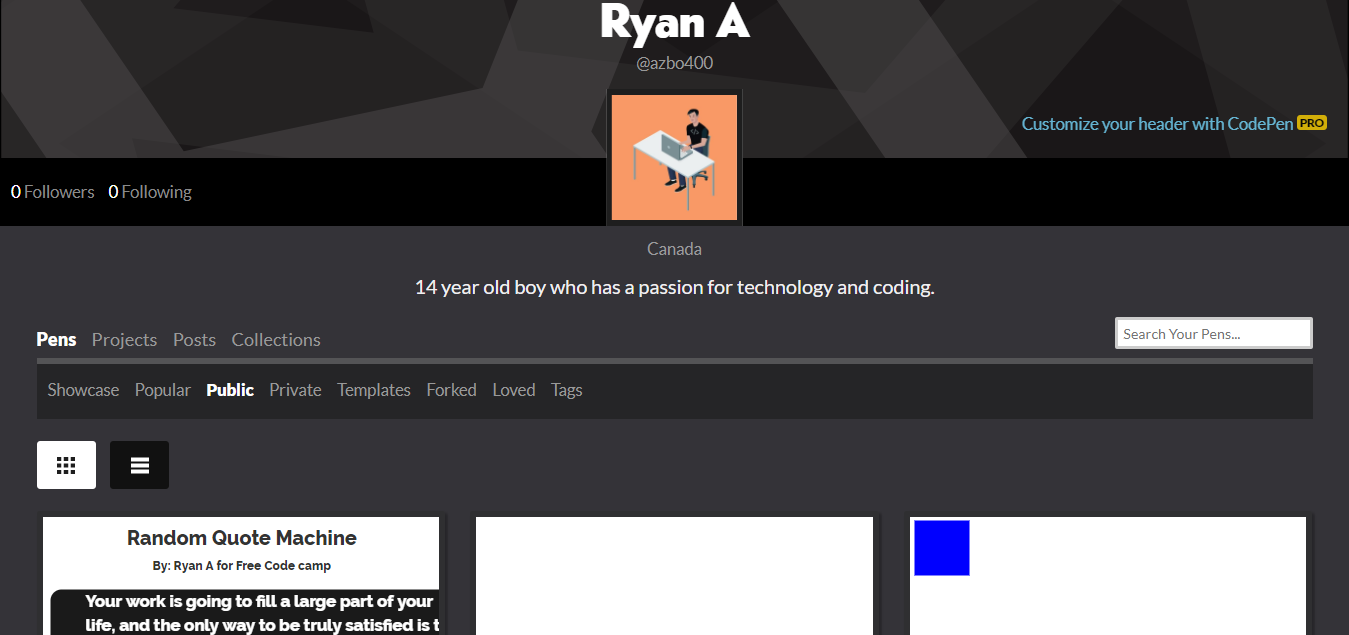 Ryan A
@azbo400
Customize your header with CodePen PRO
0 Followers 0 Following
Canada
14 year old boy who has a passion for technology and coding.
Pens Projects Posts Collections
Search Your Pens...
Showcase Popular Public Private Templates Forked Loved Tags
Random Quote Machine
By: Ryan A for Free Code camp
Your work is going to fill a large part of your
life, and the only way to be truly satisfied is t